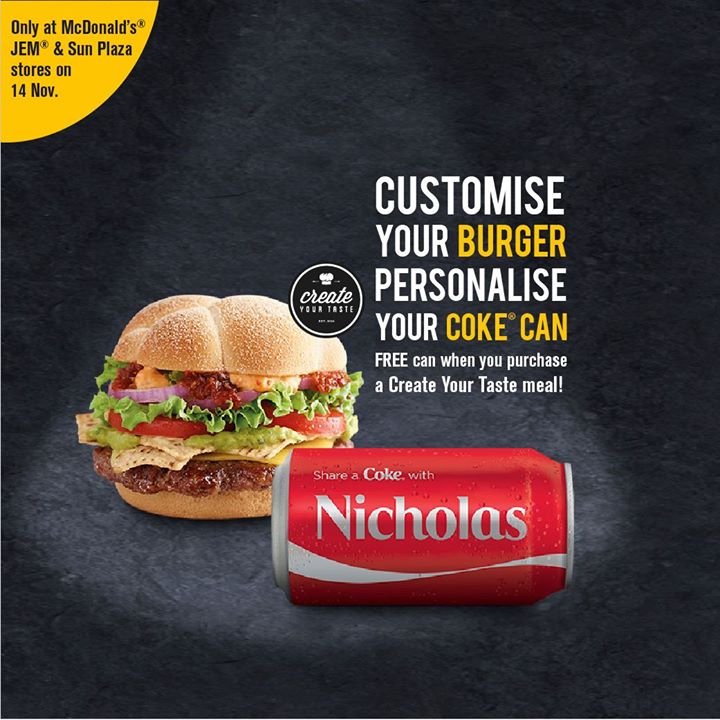 Only at McDonald's®
JEM® & Sun Plaza
stores on
14 Nov.
CUSTOMISE
YOUR BURGER
PERSONALISE
YOUR COKE® CAN
FREE can when you purchase
a Create Your Taste meal!
create
YOUR TASTE
Share a Coke® with
Nicholas